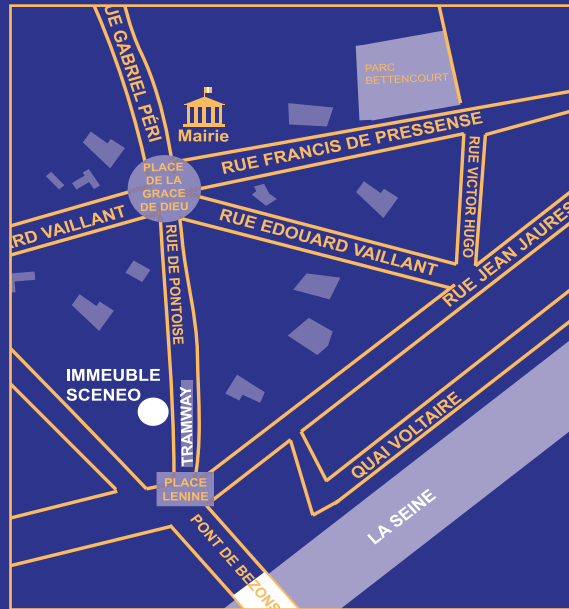 RUE GABRIEL PÉRI
PARC
BETTENCOURT
Mairie
RUE FRANCIS DE PRESSENSE
RUE VICTOR HUGO
PLACE
DE LA
GRACE
DE DIEU
RD VAILLANT
RUE EDOUARD VAILLANT
RUE JEAN JAURES
RUE DE PONTOISE
IMMEUBLE
SCENEO
TRAMWAY
QUAI VOLTAIRE
PLACE
LENINE
LA SEINE
PONT DE BEZONS